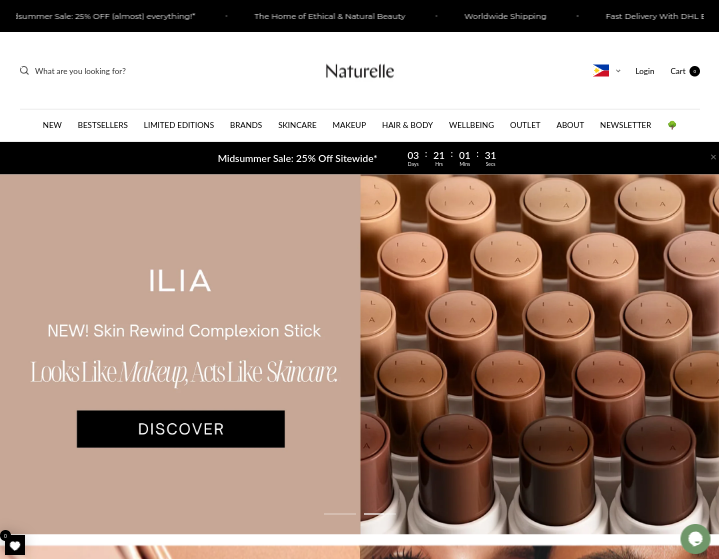 dsummer Sale: 25% OFF (almost) everything!*
The Home of Ethical & Natural Beauty
Worldwide Shipping
Fast Delivery With DHL E
What are you looking for?
Naturelle
Login
Cart 0
NEW BESTSELLERS LIMITED EDITIONS BRANDS SKINCARE MAKEUP HAIR & BODY WELLBEING OUTLET ABOUT NEWSLETTER
Midsummer Sale: 25% Off Sitewide*
03 : 21 : 01 : 31
Days Hrs Mins Secs
ILIA
NEW! Skin Rewind Complexion Stick
Looks Like Makeup, Acts Like Skincare.
DISCOVER
0